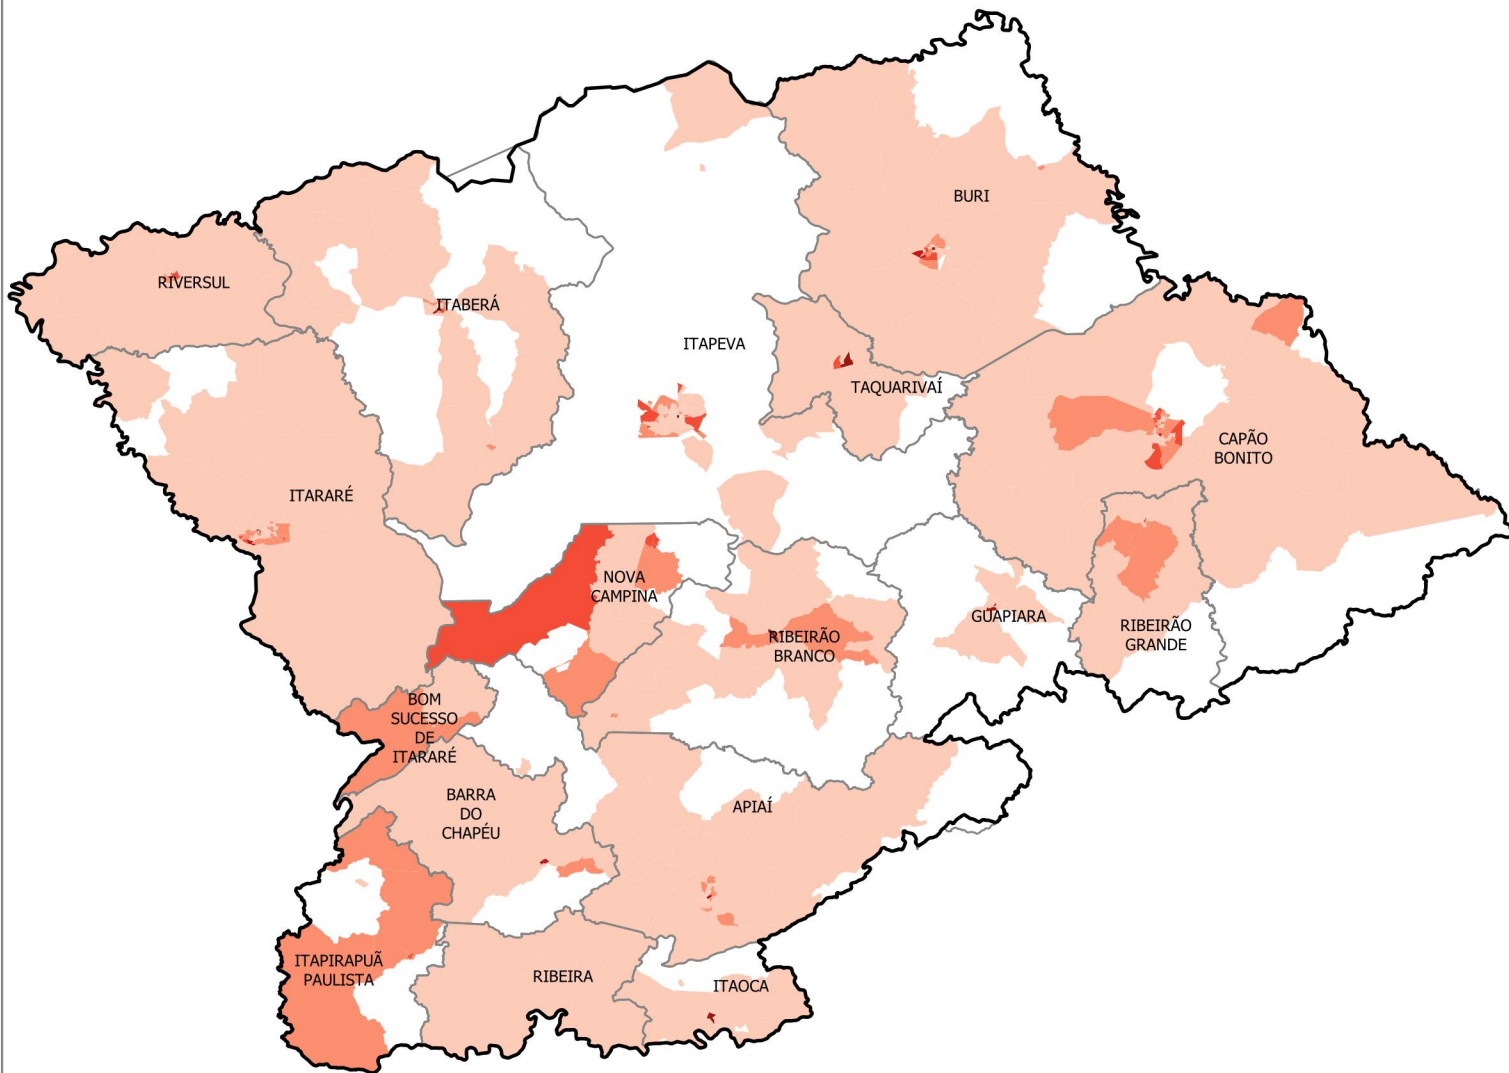 BURI
RIVERSUL
ITABERÁ
ITAPEVA
TAQUARIVAÍ
CAPÃO
BONITO
ITARARÉ
NOVA
CAMPINA
GUAPIARA
RIBEIRÃO
GRANDE
RIBEIRÃO
BRANCO
BOM
SUCESSO
DE
ITARARÉ
BARRA
DO
CHAPÉU
APIAÍ
ITAPIRAPUÃ
PAULISTA
RIBEIRA
ITAOCA